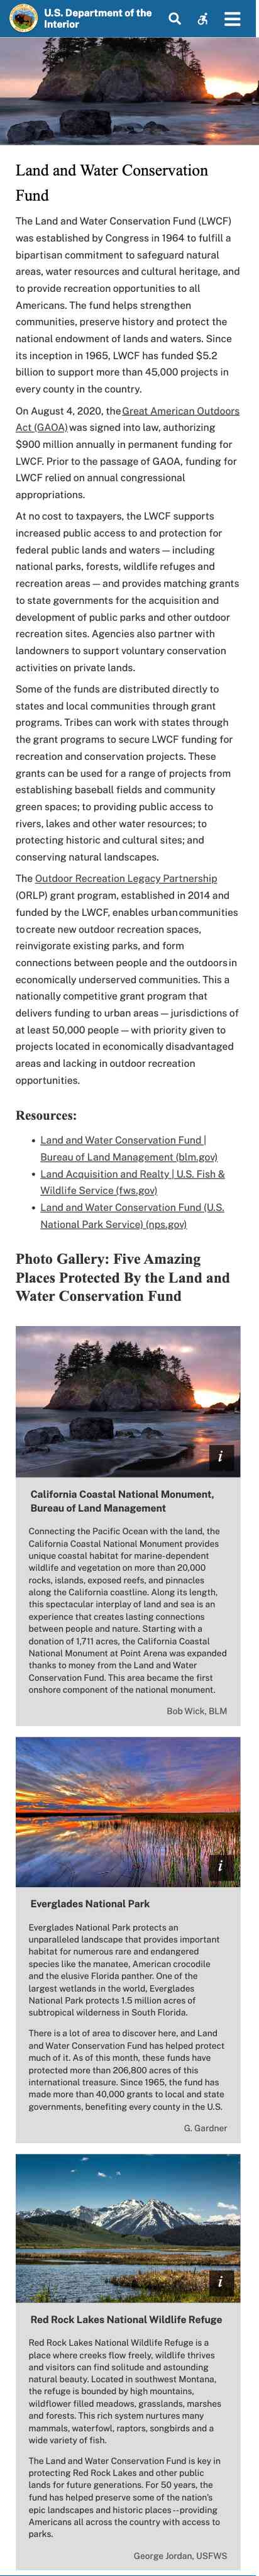 U.S. Department of the
Interior
Land and Water Conservation
Fund
The Land and Water Conservation Fund (LWCF)
was established by Congress in 1964 to fulfill a
bipartisan commitment to safeguard natural
areas, water resources and cultural heritage, and
to provide recreation opportunities to all
Americans. The fund helps strengthen
communities, preserve history and protect the
national endowment of lands and waters. Since
its inception in 1965, LWCF has funded $5.2
billion to support more than 45,000 projects in
every county in the country.
On August 4, 2020, the Great American Outdoors
Act (GAOA) was signed into law, authorizing
$900 million annually in permanent funding for
LWCF. Prior to the passage of GAOA, funding for
LWCF relied on annual congressional
appropriations.
At no cost to taxpayers, the LWCF supports
increased public access to and protection for
federal public lands and waters — including
national parks, forests, wildlife refuges and
recreation areas — and provides matching grants
to state governments for the acquisition and
development of public parks and other outdoor
recreation sites. Agencies also partner with
landowners to support voluntary conservation
activities on private lands.
Some of the funds are distributed directly to
states and local communities through grant
programs. Tribes can work with states through
the grant programs to secure LWCF funding for
recreation and conservation projects. These
grants can be used for a range of projects from
establishing baseball fields and community
green spaces; to providing public access to
rivers, lakes and other water resources; to
protecting historic and cultural sites; and
conserving natural landscapes.
The Outdoor Recreation Legacy Partnership
(ORLP) grant program, established in 2014 and
funded by the LWCF, enables urban communities
to create new outdoor recreation spaces,
reinvigorate existing parks, and form
connections between people and the outdoors in
economically underserved communities. This a
nationally competitive grant program that
delivers funding to urban areas — jurisdictions of
at least 50,000 people — with priority given to
projects located in economically disadvantaged
areas and lacking in outdoor recreation
opportunities.
Resources:
• Land and Water Conservation Fund |
Bureau of Land Management (blm.gov)
• Land Acquisition and Realty | U.S. Fish &
Wildlife Service (fws.gov)
• Land and Water Conservation Fund (U.S.
National Park Service) (nps.gov)
Photo Gallery: Five Amazing
Places Protected By the Land and
Water Conservation Fund
i
California Coastal National Monument,
Bureau of Land Management
Connecting the Pacific Ocean with the land, the
California Coastal National Monument provides
unique coastal habitat for marine-dependent
wildlife and vegetation on more than 20,000
rocks, islands, exposed reefs, and pinnacles
along the California coastline. Along its length,
this spectacular interplay of land and sea is an
experience that creates lasting connections
between people and nature. Starting with a
donation of 1,711 acres, the California Coastal
National Monument at Point Arena was expanded
thanks to money from the Land and Water
Conservation Fund. This area became the first
onshore component of the national monument.
Bob Wick, BLM
i
Everglades National Park
Everglades National Park protects an
unparalleled landscape that provides important
habitat for numerous rare and endangered
species like the manatee, American crocodile
and the elusive Florida panther. One of the
largest wetlands in the world, Everglades
National Park protects 1.5 million acres of
subtropical wilderness in South Florida.
There is a lot of area to discover here, and Land
and Water Conservation Fund has helped protect
much of it. As of this month, these funds have
protected more than 206,800 acres of this
international treasure. Since 1965, the fund has
made more than 40,000 grants to local and state
governments, benefiting every county in the U.S.
G. Gardner
i
Red Rock Lakes National Wildlife Refuge
Red Rock Lakes National Wildlife Refuge is a
place where creeks flow freely, wildlife thrives
and visitors can find solitude and astounding
natural beauty. Located in southwest Montana,
the refuge is bounded by high mountains,
wildflower filled meadows, grasslands, marshes
and forests. This rich system nurtures many
mammals, waterfowl, raptors, songbirds and a
wide variety of fish.
The Land and Water Conservation Fund is key in
protecting Red Rock Lakes and other public
lands for future generations. For 50 years, the
fund has helped preserve some of the nation's
epic landscapes and historic places -- providing
Americans all across the country with access to
parks.
George Jordan, USFWS